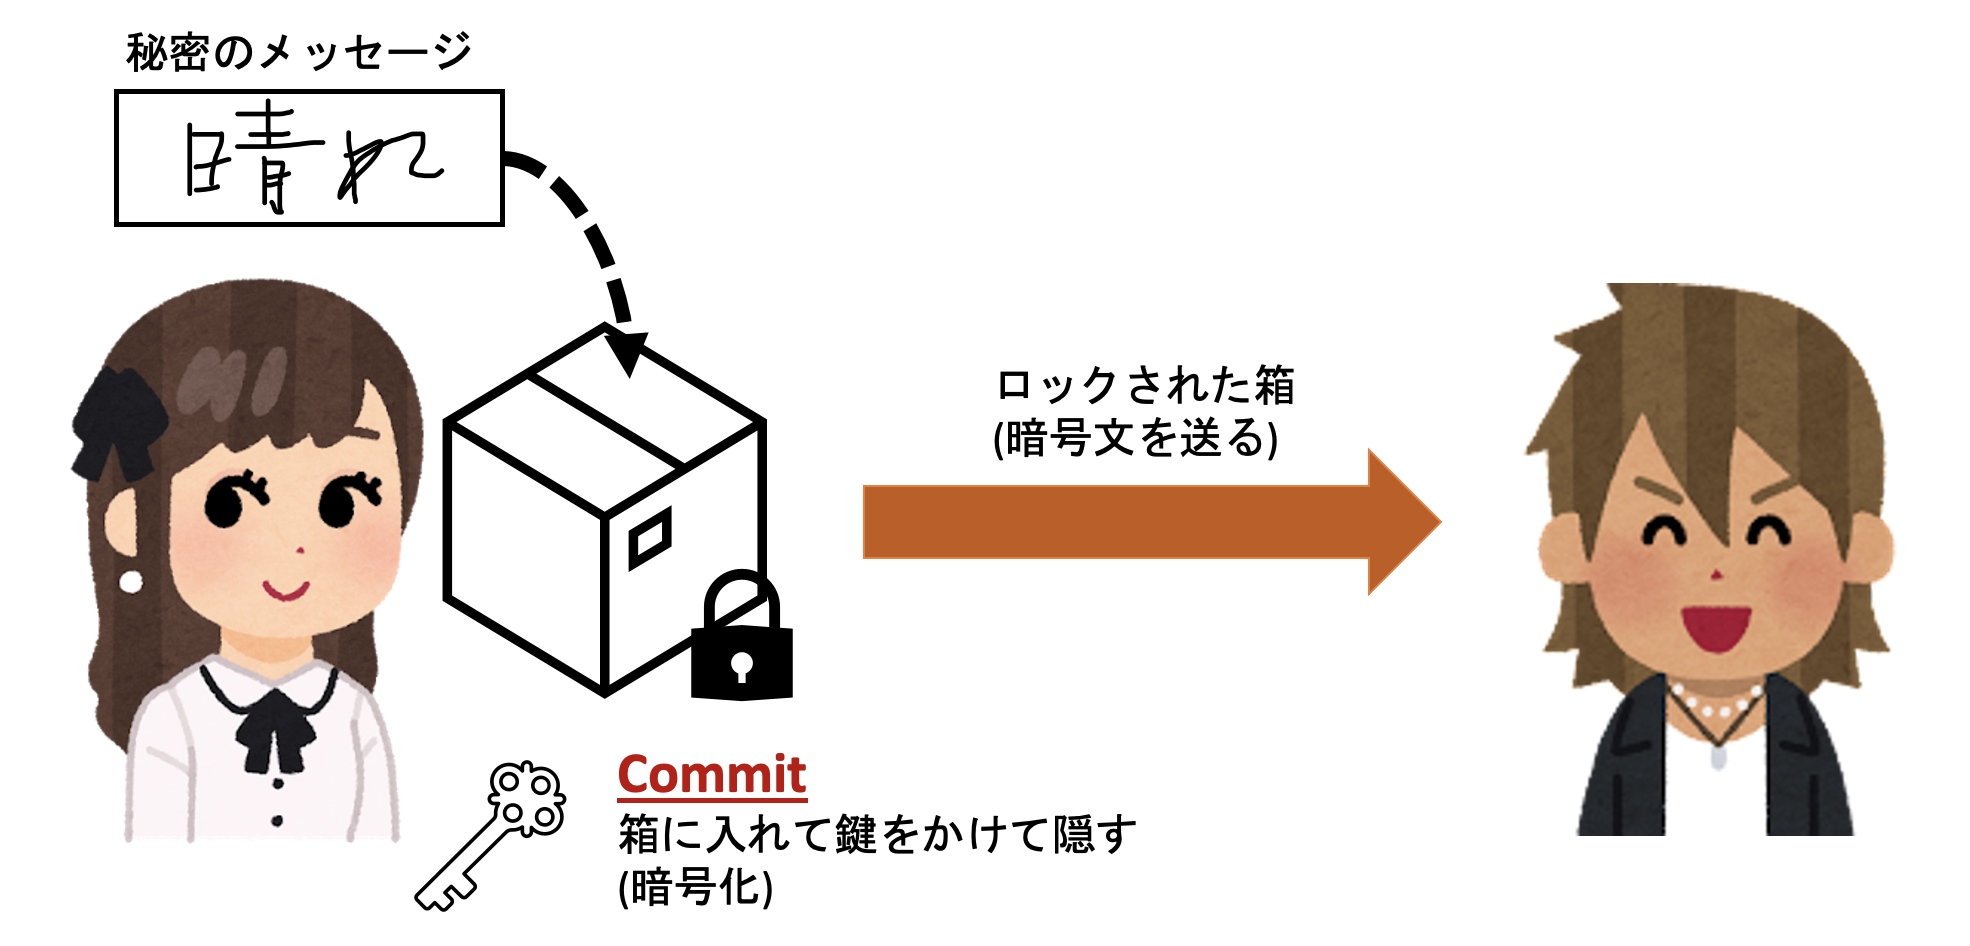 秘密のメッセージ
晴れ
ロックされた箱
(暗号文を送る)
Commit
箱に入れて鍵をかけて隠す
(暗号化)